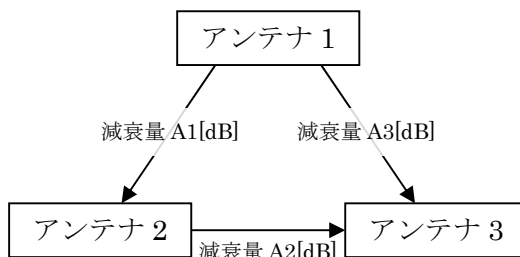 アンテナ 1
減衰量 A1[dB]
減衰量 A3[dB]
アンテナ 2
アンテナ 3
減衰量 A2[dB]